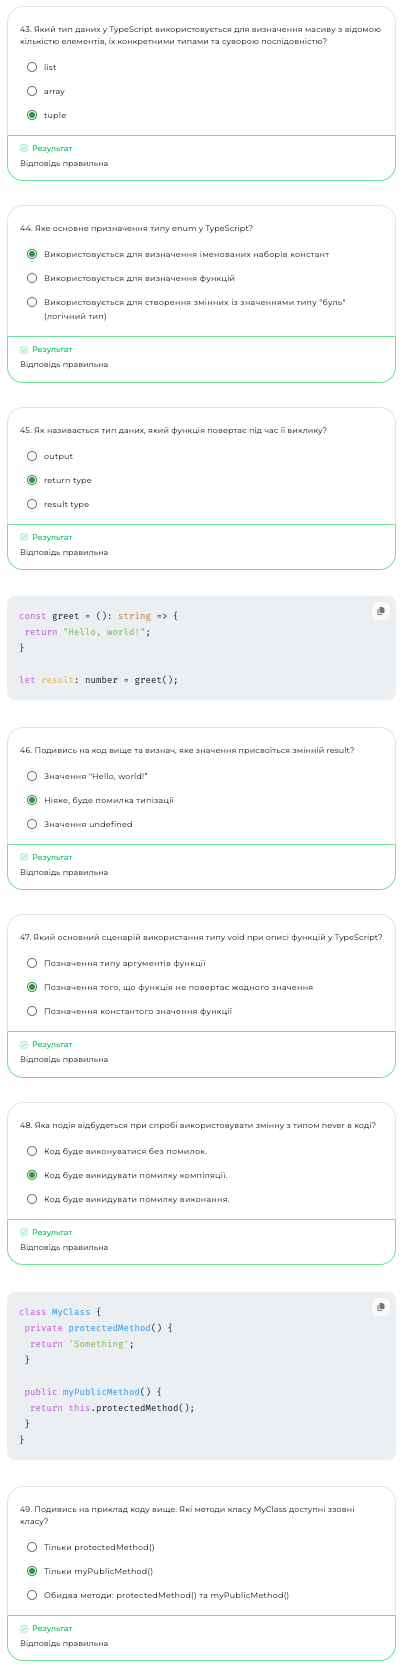 43. Який тип даних у TypeScript використовується для визначення масиву з відомою
кількістю елементів, їх конкретними типами та суворою послідовністю?
list
array
tuple
Результат
Відповідь правильна
44. Яке основне призначення типу enum у TypeScript?
Використовується для визначення іменованих наборів констант
Використовується для визначення функцій
Використовується для створення змінних із значеннями типу "буль"
(логічний тип)
Результат
Відповідь правильна
45. Як називається тип даних, який функція повертає під час її виклику?
output
return type
result type
Результат
Відповідь правильна
const greet = (): string => {
return "Hello, world!";
}
let result: number = greet();
46. Подивись на код вище та визнач, яке значення присвоїться змінній result?
Значення "Hello, world!"
Ніяке, буде помилка типізації
Значення undefined
Результат
Відповідь правильна
47. Який основний сценарій використання типу void при описі функцій у TypeScript?
Позначення типу аргументів функції
Позначення того, що функція не повертає жодного значення
Позначення константого значення функції
Результат
Відповідь правильна
48. Яка подія відбудеться при спробі використовувати змінну з типом never в коді?
Код буде виконуватися без помилок.
Код буде викидувати помилку компіляції.
Код буде викидувати помилку виконання.
Результат
Відповідь правильна
class MyClass {
private protectedMethod() {
return 'Something';
}
public myPublicMethod() {
return this.protectedMethod();
}
}
49. Подивись на приклад коду вище. Які методи класу MyClass доступні ззовні
класу?
Тільки protectedMethod()
Тільки myPublicMethod()
Обидва методи: protectedMethod() та myPublicMethod()
Результат
Відповідь правильна